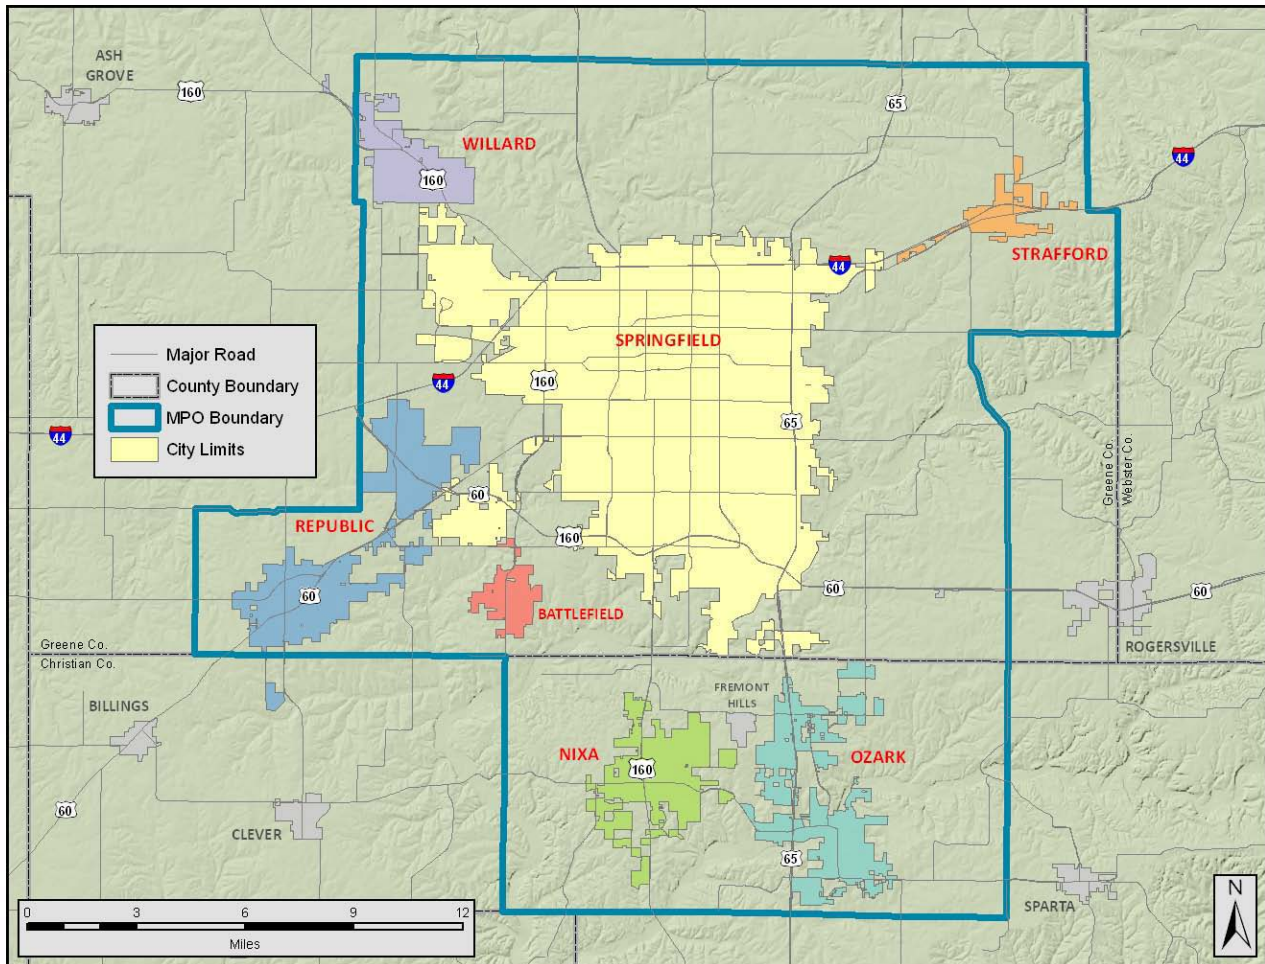 ASH
GROVE
160
65
WILLARD
160
44
STRAFFORD
44
SPRINGFIELD
Major Road
County Boundary
MPO Boundary
City Limits
44
160
44
65
Greene Co.
Webster Co.
60
REPUBLIC
160
60
BATTLEFIELD
60
60
ROGERSVILLE
Greene Co.
Christian Co.
BILLINGS
FREMONT
HILLS
NIXA
160
OZARK
60
CLEVER
65
SPARTA
0 3 6 9 12
Miles
N